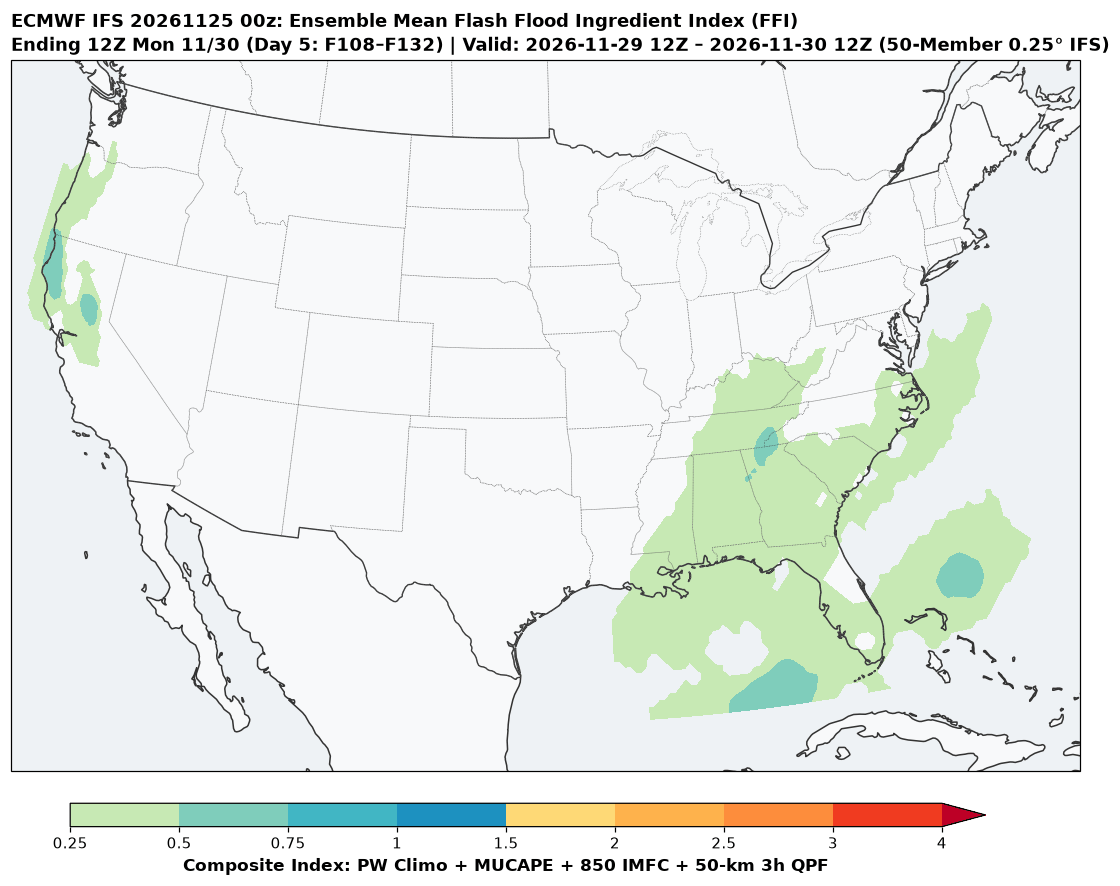 ECMWF IFS 20261125 00z: Ensemble Mean Flash Flood Ingredient Index (FFI)
Ending 12Z Mon 11/30 (Day 5: F108–F132) | Valid: 2026-11-29 12Z – 2026-11-30 12Z (50-Member 0.25° IFS)
0.25 0.5 0.75 1 1.5 2 2.5 3 4
Composite Index: PW Climo + MUCAPE + 850 IMFC + 50-km 3h QPF